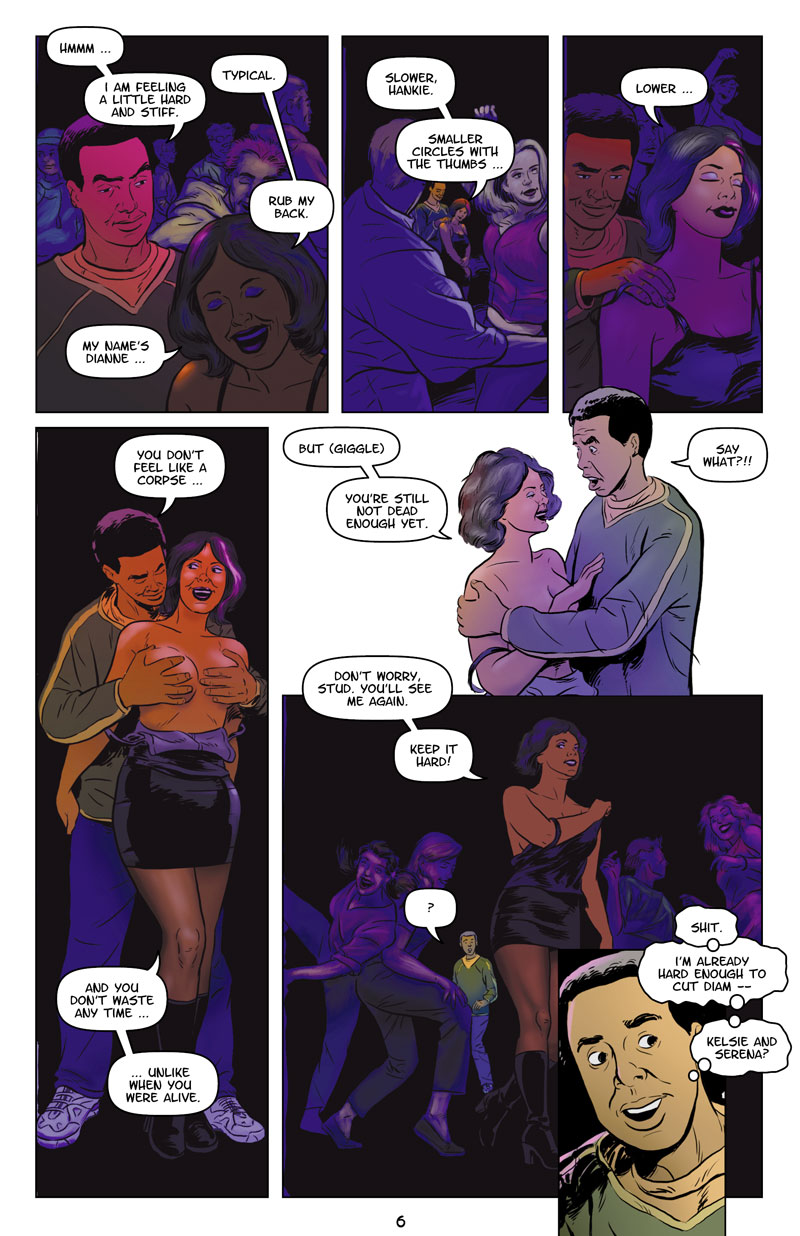 HMMM ...
I AM FEELING
A LITTLE HARD
AND STIFF.
TYPICAL.
RUB MY
BACK.
MY NAME'S
DIANNE ...
SLOWER,
HANKIE.
SMALLER
CIRCLES WITH
THE THUMBS ...
LOWER ...
YOU DON'T
FEEL LIKE A
CORPSE ...
AND YOU
DON'T WASTE
ANY TIME ...
... UNLIKE
WHEN YOU
WERE ALIVE.
BUT (GIGGLE)
YOU'RE STILL
NOT DEAD
ENOUGH YET.
SAY
WHAT?!!
DON'T WORRY,
STUD. YOU'LL SEE
ME AGAIN.
KEEP IT
HARD!
?
SHIT.
I'M ALREADY
HARD ENOUGH TO
CUT DIAM --
KELSIE AND
SERENA?
6